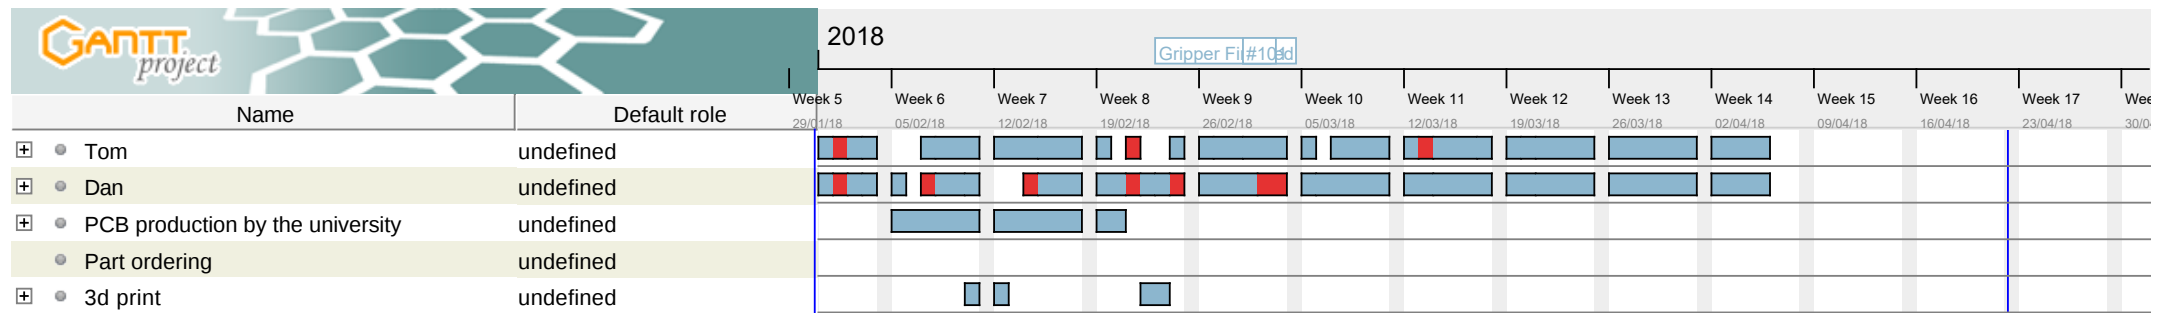 GANTT
project
2018
Gripper Fi #101
Name Default role
Week 5 Week 6 Week 7 Week 8 Week 9 Week 10 Week 11 Week 12 Week 13 Week 14 Week 15 Week 16 Week 17
29/01/18 05/02/18 12/02/18 19/02/18 26/02/18 05/03/18 12/03/18 19/03/18 26/03/18 02/04/18 09/04/18 16/04/18 23/04/18
Tom undefined
Dan undefined
PCB production by the university undefined
Part ordering undefined
3d print undefined